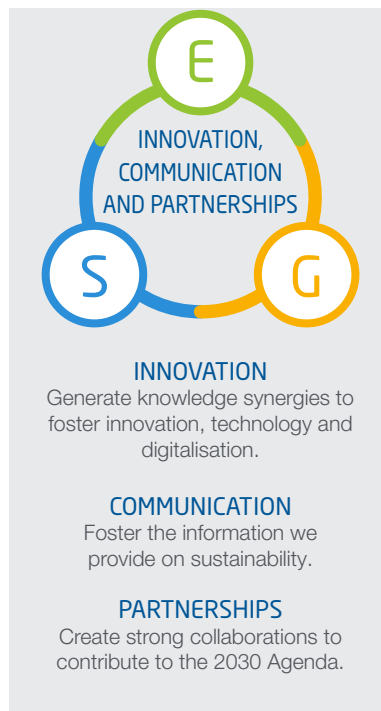 E
INNOVATION,
COMMUNICATION
AND PARTNERSHIPS
S
G
INNOVATION
Generate knowledge synergies to
foster innovation, technology and
digitalisation.
COMMUNICATION
Foster the information we
provide on sustainability.
PARTNERSHIPS
Create strong collaborations to
contribute to the 2030 Agenda.